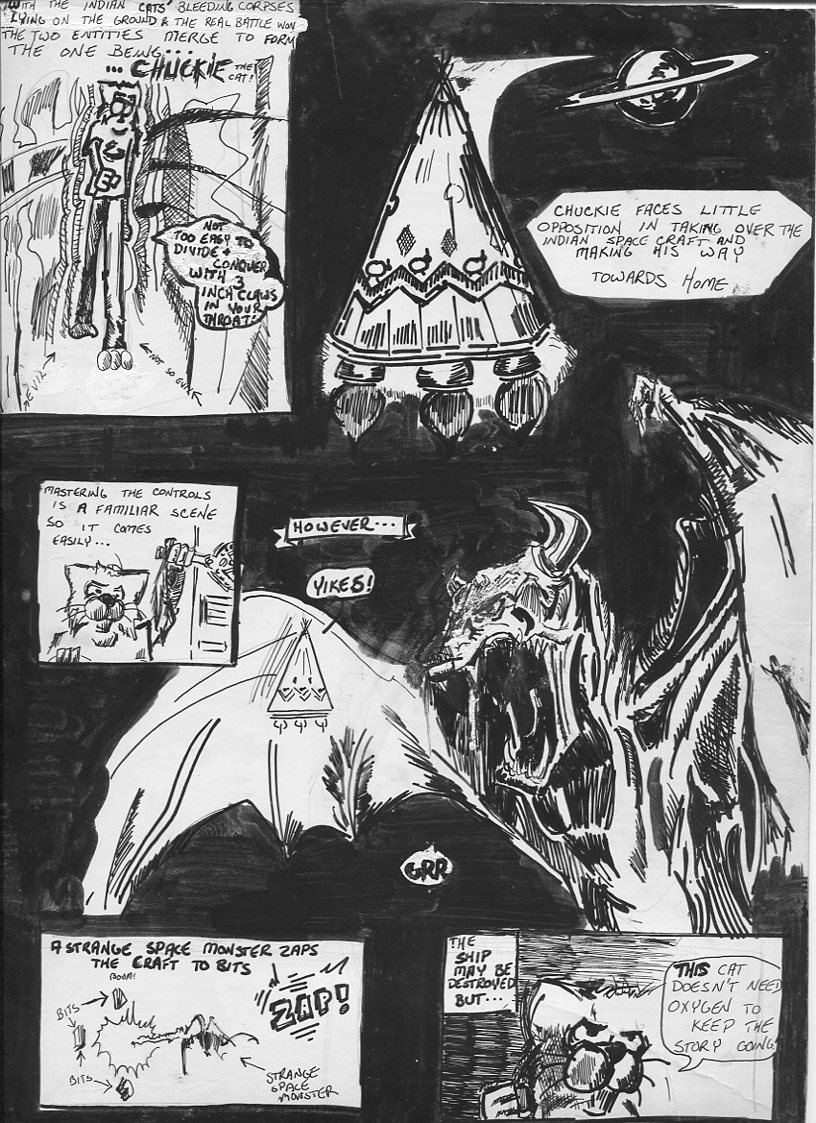 WITH THE INDIAN CATS' BLEEDING CORPSES
LYING ON THE GROUND & THE REAL BATTLE WON
THE TWO ENTITIES MERGE TO FORM
THE ONE BEING...
... CHUCKIE THE
CAT!
NOT
TOO EASY TO
DIVIDE &
CONQUER
WITH 3
INCH CLAWS
IN YOUR
THROAT!
EVIL
NOT SO EVIL
CHUCKIE FACES LITTLE
OPPOSITION IN TAKING OVER THE
INDIAN SPACE CRAFT AND
MAKING HIS WAY
TOWARDS HOME
MASTERING THE CONTROLS
IS A FAMILIAR SCENE
SO IT COMES
EASILY...
HOWEVER...
YIKES!
GRR
A STRANGE SPACE MONSTER ZAPS
THE CRAFT TO BITS
BOOM!
BITS
BITS
ZAP!
STRANGE
SPACE
MONSTER
THE
SHIP
MAY BE
DESTROYED
BUT...
THIS CAT
DOESN'T NEED
OXYGEN TO
KEEP THE
STORY GOING!